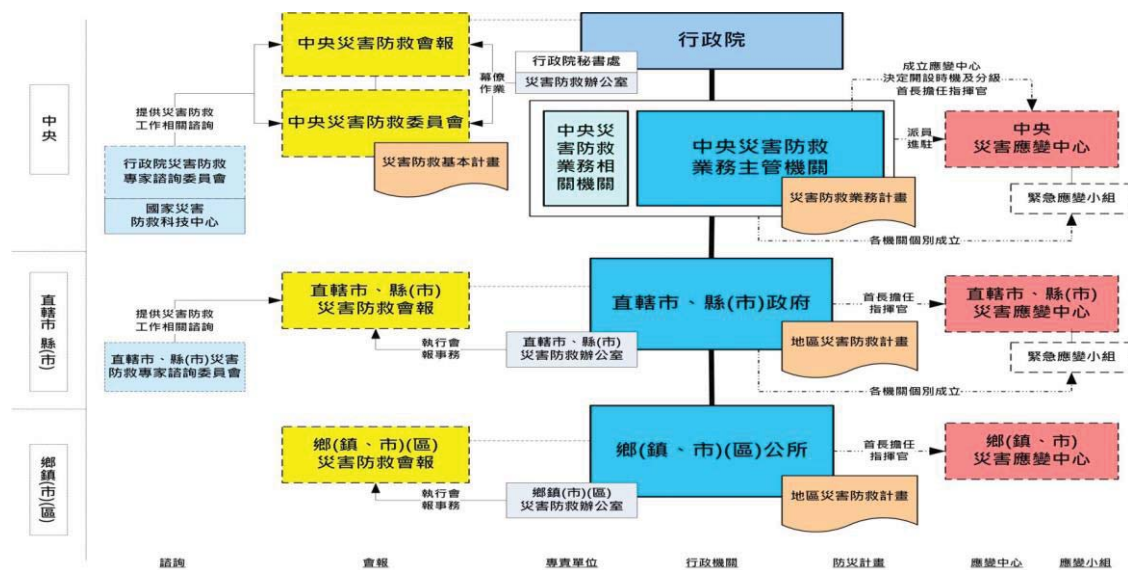 中央
中央災害防救會報
行政院
行政院秘書處
災害防救辦公室
幕僚
作業
中央災害防救委員會
災害防救基本計畫
提供災害防救
工作相關諮詢
行政院災害防救
專家諮詢委員會
國家災害
防救科技中心
中央災
害防救
業務相
關機關
中央災害防救
業務主管機關
災害防救業務計畫
成立應變中心
決定開設時機及分級
首長擔任指揮官
派員
進駐
中央
災害應變中心
緊急應變小組
各機關個別成立
直轄市 縣(市)
提供災害防救
工作相關諮詢
直轄市、縣(市)災害
防救專家諮詢委員會
直轄市、縣(市)
災害防救會報
執行會
報事務
直轄市、縣(市)
災害防救辦公室
直轄市、縣(市)政府
地區災害防救計畫
首長擔任
指揮官
直轄市、縣(市)
災害應變中心
緊急應變小組
各機關個別成立
鄉鎮(市)(區)
鄉(鎮、市)(區)
災害防救會報
執行會
報事務
鄉鎮(市)(區)
災害防救辦公室
鄉(鎮、市)(區)公所
地區災害防救計畫
首長擔任
指揮官
鄉(鎮、市)
災害應變中心
諮詢
會報
專責單位
行政機關
防災計畫
應變中心
應變小組